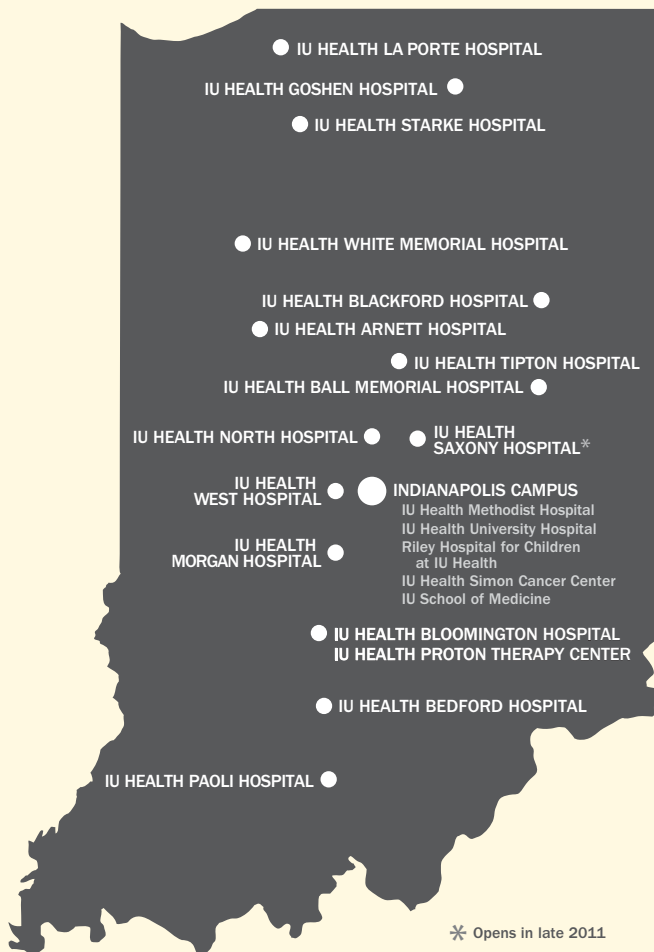 IU HEALTH LA PORTE HOSPITAL
IU HEALTH GOSHEN HOSPITAL
IU HEALTH STARKE HOSPITAL
IU HEALTH WHITE MEMORIAL HOSPITAL
IU HEALTH BLACKFORD HOSPITAL
IU HEALTH ARNETT HOSPITAL
IU HEALTH TIPTON HOSPITAL
IU HEALTH BALL MEMORIAL HOSPITAL
IU HEALTH NORTH HOSPITAL
IU HEALTH
SAXONY HOSPITAL*
IU HEALTH
WEST HOSPITAL
INDIANAPOLIS CAMPUS
IU Health Methodist Hospital
IU Health University Hospital
Riley Hospital for Children
at IU Health
IU Health Simon Cancer Center
IU School of Medicine
IU HEALTH
MORGAN HOSPITAL
IU HEALTH BLOOMINGTON HOSPITAL
IU HEALTH PROTON THERAPY CENTER
IU HEALTH BEDFORD HOSPITAL
IU HEALTH PAOLI HOSPITAL
* Opens in late 2011